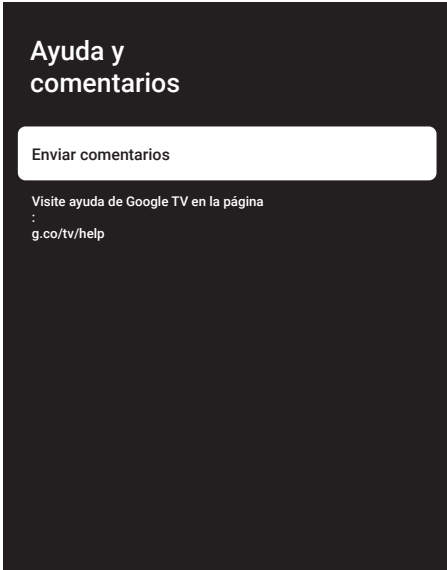 Ayuda y
comentarios
Enviar comentarios
Visite ayuda de Google TV en la página
:
g.co/tv/help